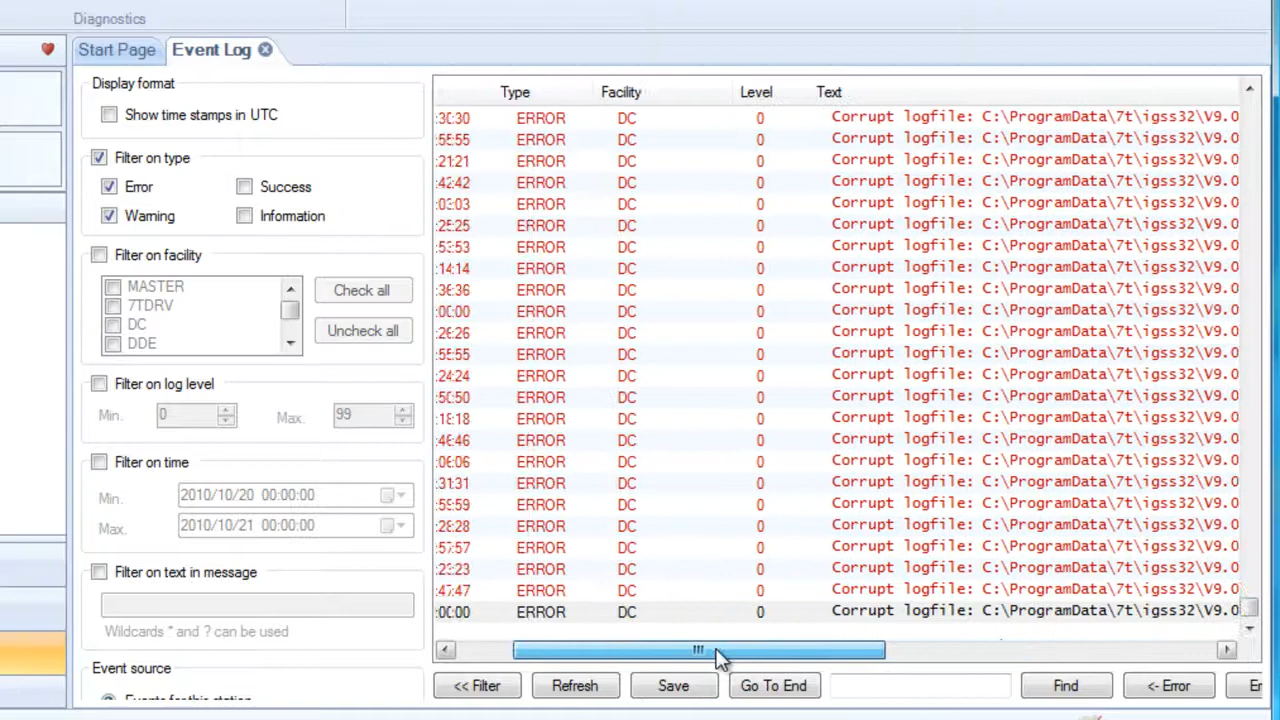 Diagnostics
Start Page Event Log
Display format
Show time stamps in UTC
Filter on type
Error Success
Warning Information
Filter on facility
MASTER
7TDRV
DC
DDE
Check all
Uncheck all
Filter on log level
Min. 0 Max. 99
Filter on time
Min. 2010/10/20 00:00:00
Max. 2010/10/21 00:00:00
Filter on text in message
Wildcards * and ? can be used
Event source
Events for this station
Type Facility Level Text
:30:30 ERROR DC 0 Corrupt logfile: C:\ProgramData\7t\igss32\V9.0
:55:55 ERROR DC 0 Corrupt logfile: C:\ProgramData\7t\igss32\V9.0
:21:21 ERROR DC 0 Corrupt logfile: C:\ProgramData\7t\igss32\V9.0
:42:42 ERROR DC 0 Corrupt logfile: C:\ProgramData\7t\igss32\V9.0
:03:03 ERROR DC 0 Corrupt logfile: C:\ProgramData\7t\igss32\V9.0
:25:25 ERROR DC 0 Corrupt logfile: C:\ProgramData\7t\igss32\V9.0
:53:53 ERROR DC 0 Corrupt logfile: C:\ProgramData\7t\igss32\V9.0
:14:14 ERROR DC 0 Corrupt logfile: C:\ProgramData\7t\igss32\V9.0
:36:36 ERROR DC 0 Corrupt logfile: C:\ProgramData\7t\igss32\V9.0
:00:00 ERROR DC 0 Corrupt logfile: C:\ProgramData\7t\igss32\V9.0
:26:26 ERROR DC 0 Corrupt logfile: C:\ProgramData\7t\igss32\V9.0
:55:55 ERROR DC 0 Corrupt logfile: C:\ProgramData\7t\igss32\V9.0
:24:24 ERROR DC 0 Corrupt logfile: C:\ProgramData\7t\igss32\V9.0
:50:50 ERROR DC 0 Corrupt logfile: C:\ProgramData\7t\igss32\V9.0
:18:18 ERROR DC 0 Corrupt logfile: C:\ProgramData\7t\igss32\V9.0
:46:46 ERROR DC 0 Corrupt logfile: C:\ProgramData\7t\igss32\V9.0
:06:06 ERROR DC 0 Corrupt logfile: C:\ProgramData\7t\igss32\V9.0
:31:31 ERROR DC 0 Corrupt logfile: C:\ProgramData\7t\igss32\V9.0
:59:59 ERROR DC 0 Corrupt logfile: C:\ProgramData\7t\igss32\V9.0
:28:28 ERROR DC 0 Corrupt logfile: C:\ProgramData\7t\igss32\V9.0
:57:57 ERROR DC 0 Corrupt logfile: C:\ProgramData\7t\igss32\V9.0
:23:23 ERROR DC 0 Corrupt logfile: C:\ProgramData\7t\igss32\V9.0
:47:47 ERROR DC 0 Corrupt logfile: C:\ProgramData\7t\igss32\V9.0
:00:00 ERROR DC 0 Corrupt logfile: C:\ProgramData\7t\igss32\V9.0
<< Filter Refresh Save Go To End Find <- Error Er